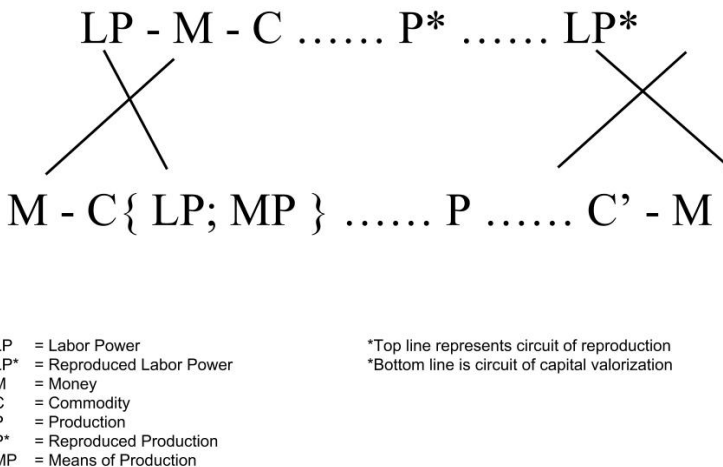 LP - M - C ...... P* ...... LP*
M - C{ LP; MP } ...... P ...... C’ - M
LP = Labor Power
LP* = Reproduced Labor Power
M = Money
C = Commodity
P = Production
P* = Reproduced Production
MP = Means of Production
*Top line represents circuit of reproduction
*Bottom line is circuit of capital valorization